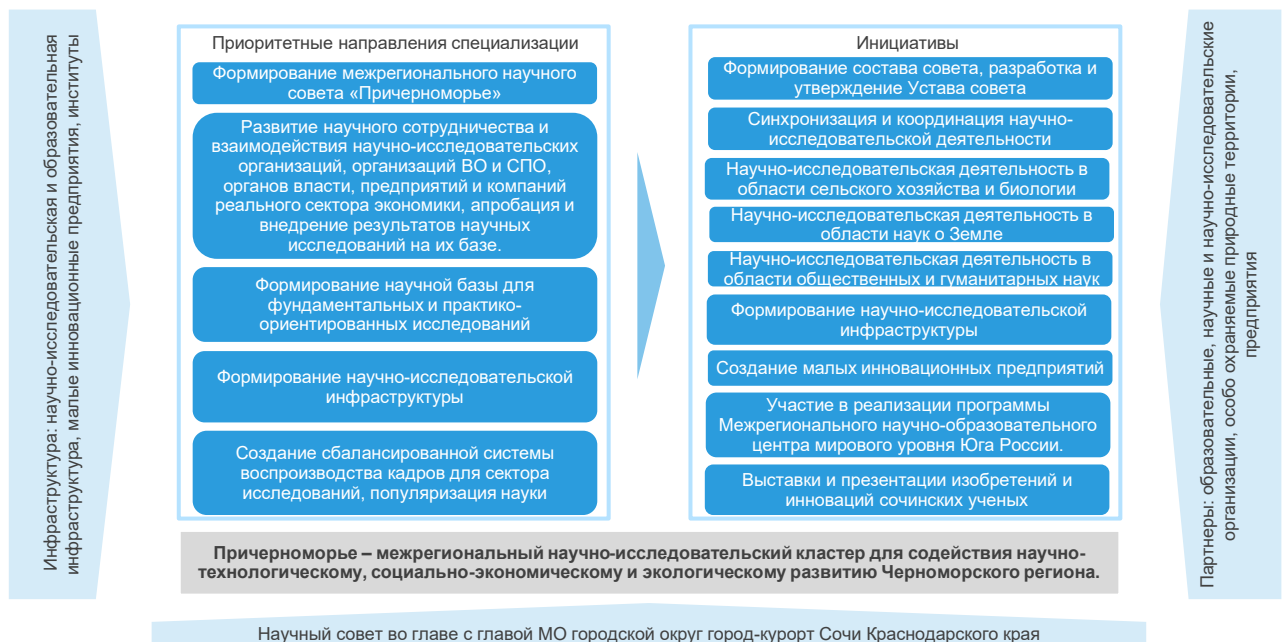 Инфраструктура: научно-исследовательская и образовательная
инфраструктура, малые инновационные предприятия, институты
Приоритетные направления специализации
Формирование межрегионального научного
совета «Причерноморье»
Развитие научного сотрудничества и
взаимодействия научно-исследовательских
организаций, организаций ВО и СПО,
органов власти, предприятий и компаний
реального сектора экономики, апробация и
внедрение результатов научных
исследований на их базе.
Формирование научной базы для
фундаментальных и практико-
ориентированных исследований
Формирование научно-исследовательской
инфраструктуры
Создание сбалансированной системы
воспроизводства кадров для сектора
исследований, популяризация науки
Инициативы
Формирование состава совета, разработка и
утверждение Устава совета
Синхронизация и координация научно-
исследовательской деятельности
Научно-исследовательская деятельность в
области сельского хозяйства и биологии
Научно-исследовательская деятельность в
области наук о Земле
Научно-исследовательская деятельность в
области общественных и гуманитарных наук
Формирование научно-исследовательской
инфраструктуры
Создание малых инновационных предприятий
Участие в реализации программы
Межрегионального научно-образовательного
центра мирового уровня Юга России.
Выставки и презентации изобретений и
инноваций сочинских ученых
Партнеры: образовательные, научные и научно-исследовательские
организации, особо охраняемые природные территории,
предприятия
Причерноморье – межрегиональный научно-исследовательский кластер для содействия научно-
технологическому, социально-экономическому и экологическому развитию Черноморского региона.
Научный совет во главе с главой МО городской округ город-курорт Сочи Краснодарского края